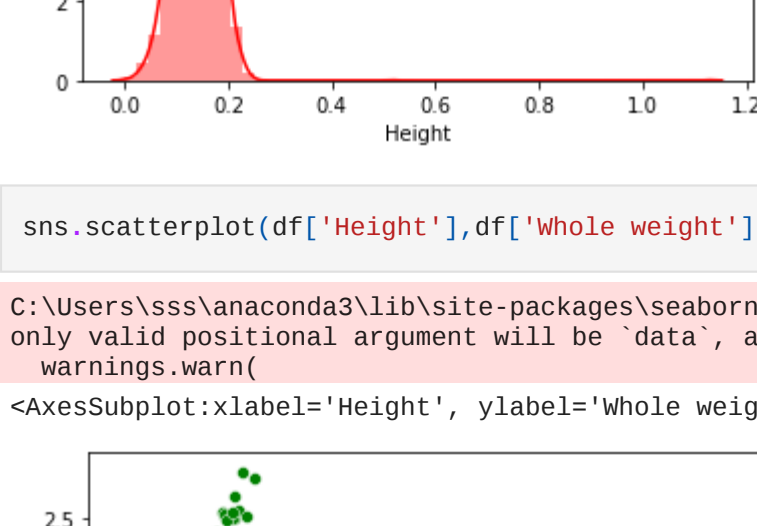 2
0
0.0 0.2 0.4 0.6 0.8 1.0 1.2
Height
sns.scatterplot(df['Height'],df['Whole weight']
C:\Users\sss\anaconda3\lib\site-packages\seaborn
only valid positional argument will be `data`, a
warnings.warn(
<AxesSubplot:xlabel='Height', ylabel='Whole weig
2.5